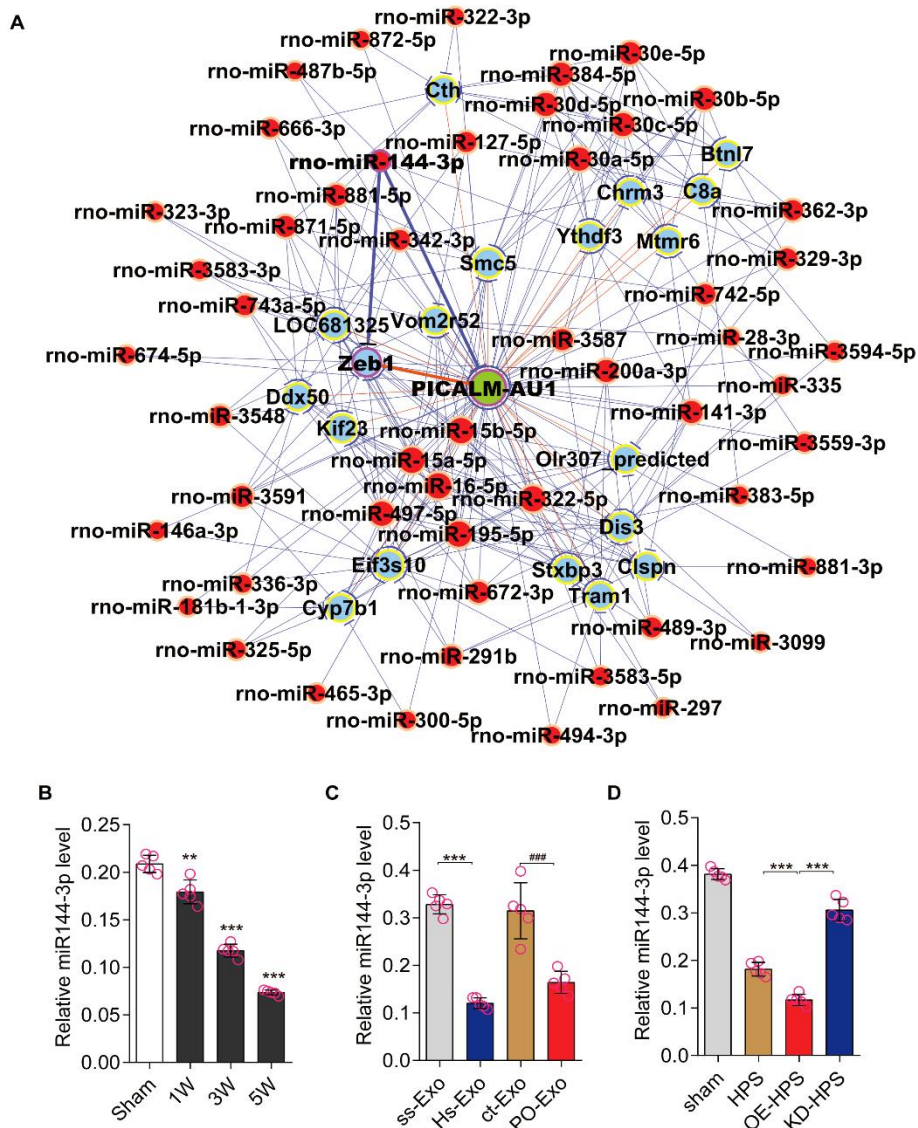 A
rno-miR-322-3p
rno-miR-872-5p
rno-miR-30e-5p
rno-miR-487b-5p
rno-miR-384-5p
Cth
rno-miR-30d-5p
rno-miR-30b-5p
rno-miR-666-3p
rno-miR-127-5p
rno-miR-30c-5p
rno-miR-144-3p
rno-miR-30a-5p
Btnl7
rno-miR-881-5p
Chrm3
C8a
rno-miR-323-3p
rno-miR-871-5p
rno-miR-362-3p
rno-miR-342-3p
Ythdf3
Mtmr6
rno-miR-3583-3p
Smc5
rno-miR-329-3p
rno-miR-743a-5p
rno-miR-742-5p
LOC681325
Vom2r52
rno-miR-3587
rno-miR-28-3p
rno-miR-674-5p
Zeb1
rno-miR-3594-5p
rno-miR-200a-3p
PICALM-AU1
rno-miR-335
Ddx50
rno-miR-3548
rno-miR-141-3p
Kif23
rno-miR-15b-5p
rno-miR-3559-3p
rno-miR-15a-5p
Olr307_predicted
rno-miR-16-5p
rno-miR-3591
rno-miR-322-5p
rno-miR-383-5p
rno-miR-497-5p
rno-miR-146a-3p
rno-miR-195-5p
Dis3
Eif3s10
Stxbp3
Clspn
rno-miR-881-3p
rno-miR-336-3p
rno-miR-672-3p
Tram1
rno-miR-181b-1-3p
Cyp7b1
rno-miR-489-3p
rno-miR-325-5p
rno-miR-3099
rno-miR-291b
rno-miR-3583-5p
rno-miR-465-3p
rno-miR-297
rno-miR-300-5p
rno-miR-494-3p
B
Relative miR144-3p level
0.25
0.20
0.15
0.10
0.05
0.00
**
***
***
Sham
1W
3W
5W
C
Relative miR144-3p level
0.5
0.4
0.3
0.2
0.1
0.0
***
###
ss-Exo
Hs-Exo
ct-Exo
PO-Exo
D
Relative miR144-3p level
0.5
0.4
0.3
0.2
0.1
0.0
***
***
sham
HPS
OE-HPS
KD-HPS